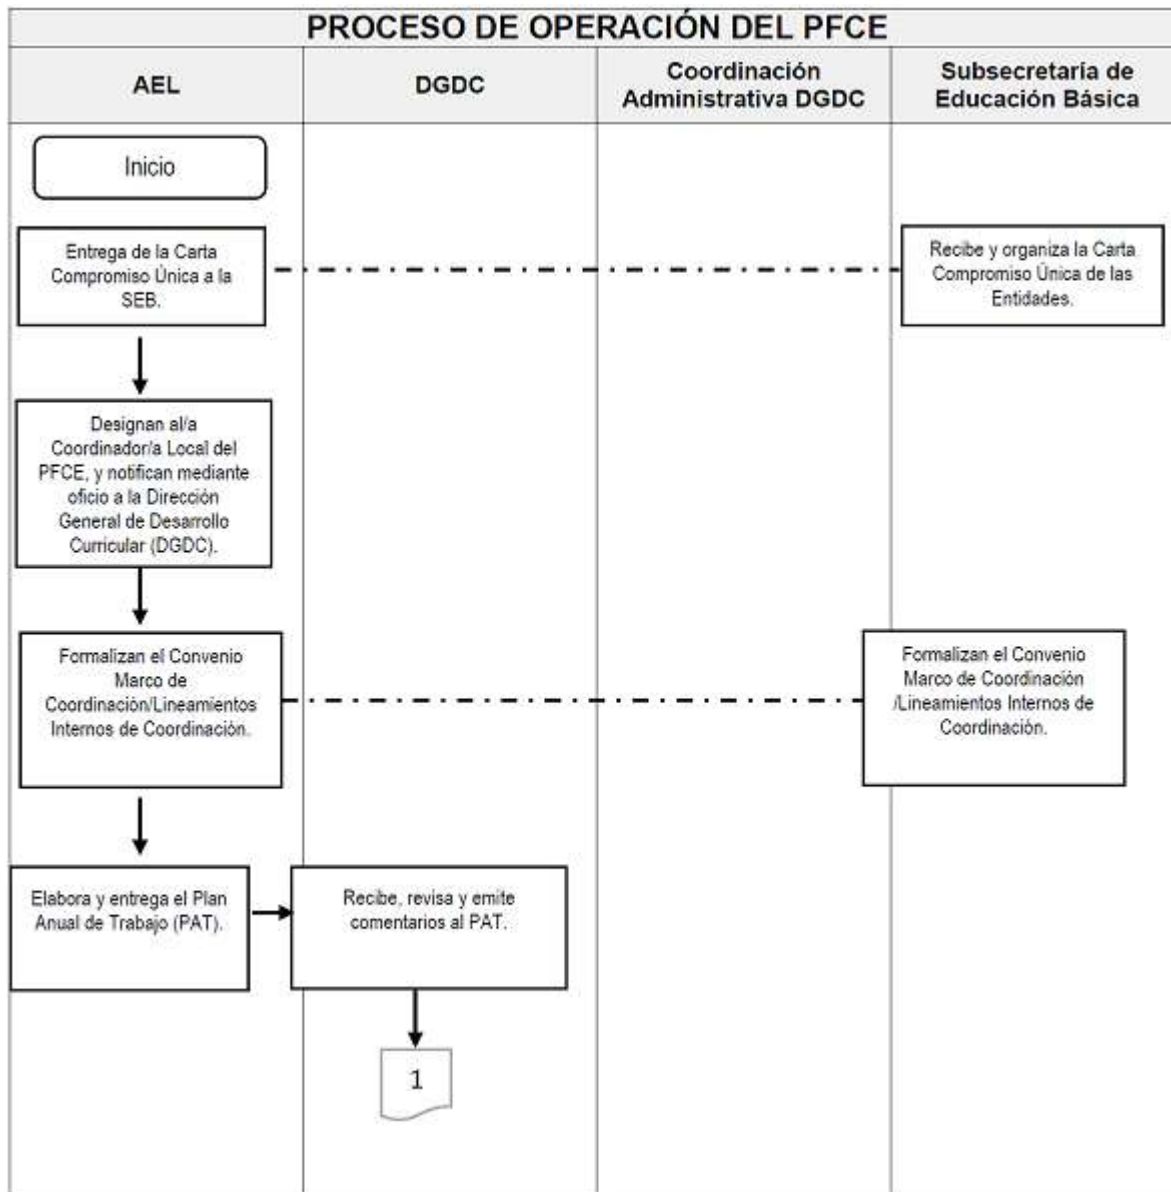 PROCESO DE OPERACIÓN DEL PFCE
AEL
DGDC
Coordinación
Administrativa DGDC
Subsecretaría de
Educación Básica
Inicio
Entrega de la Carta
Compromiso Única a la
SEB.
Recibe y organiza la Carta
Compromiso Única de las
Entidades.
Designan al/a
Coordinador/a Local del
PFCE, y notifican mediante
oficio a la Dirección
General de Desarrollo
Curricular (DGDC).
Formalizan el Convenio
Marco de
Coordinación/Lineamientos
Internos de Coordinación.
Formalizan el Convenio
Marco de Coordinación
/Lineamientos Internos de
Coordinación.
Elabora y entrega el Plan
Anual de Trabajo (PAT).
Recibe, revisa y emite
comentarios al PAT.
1